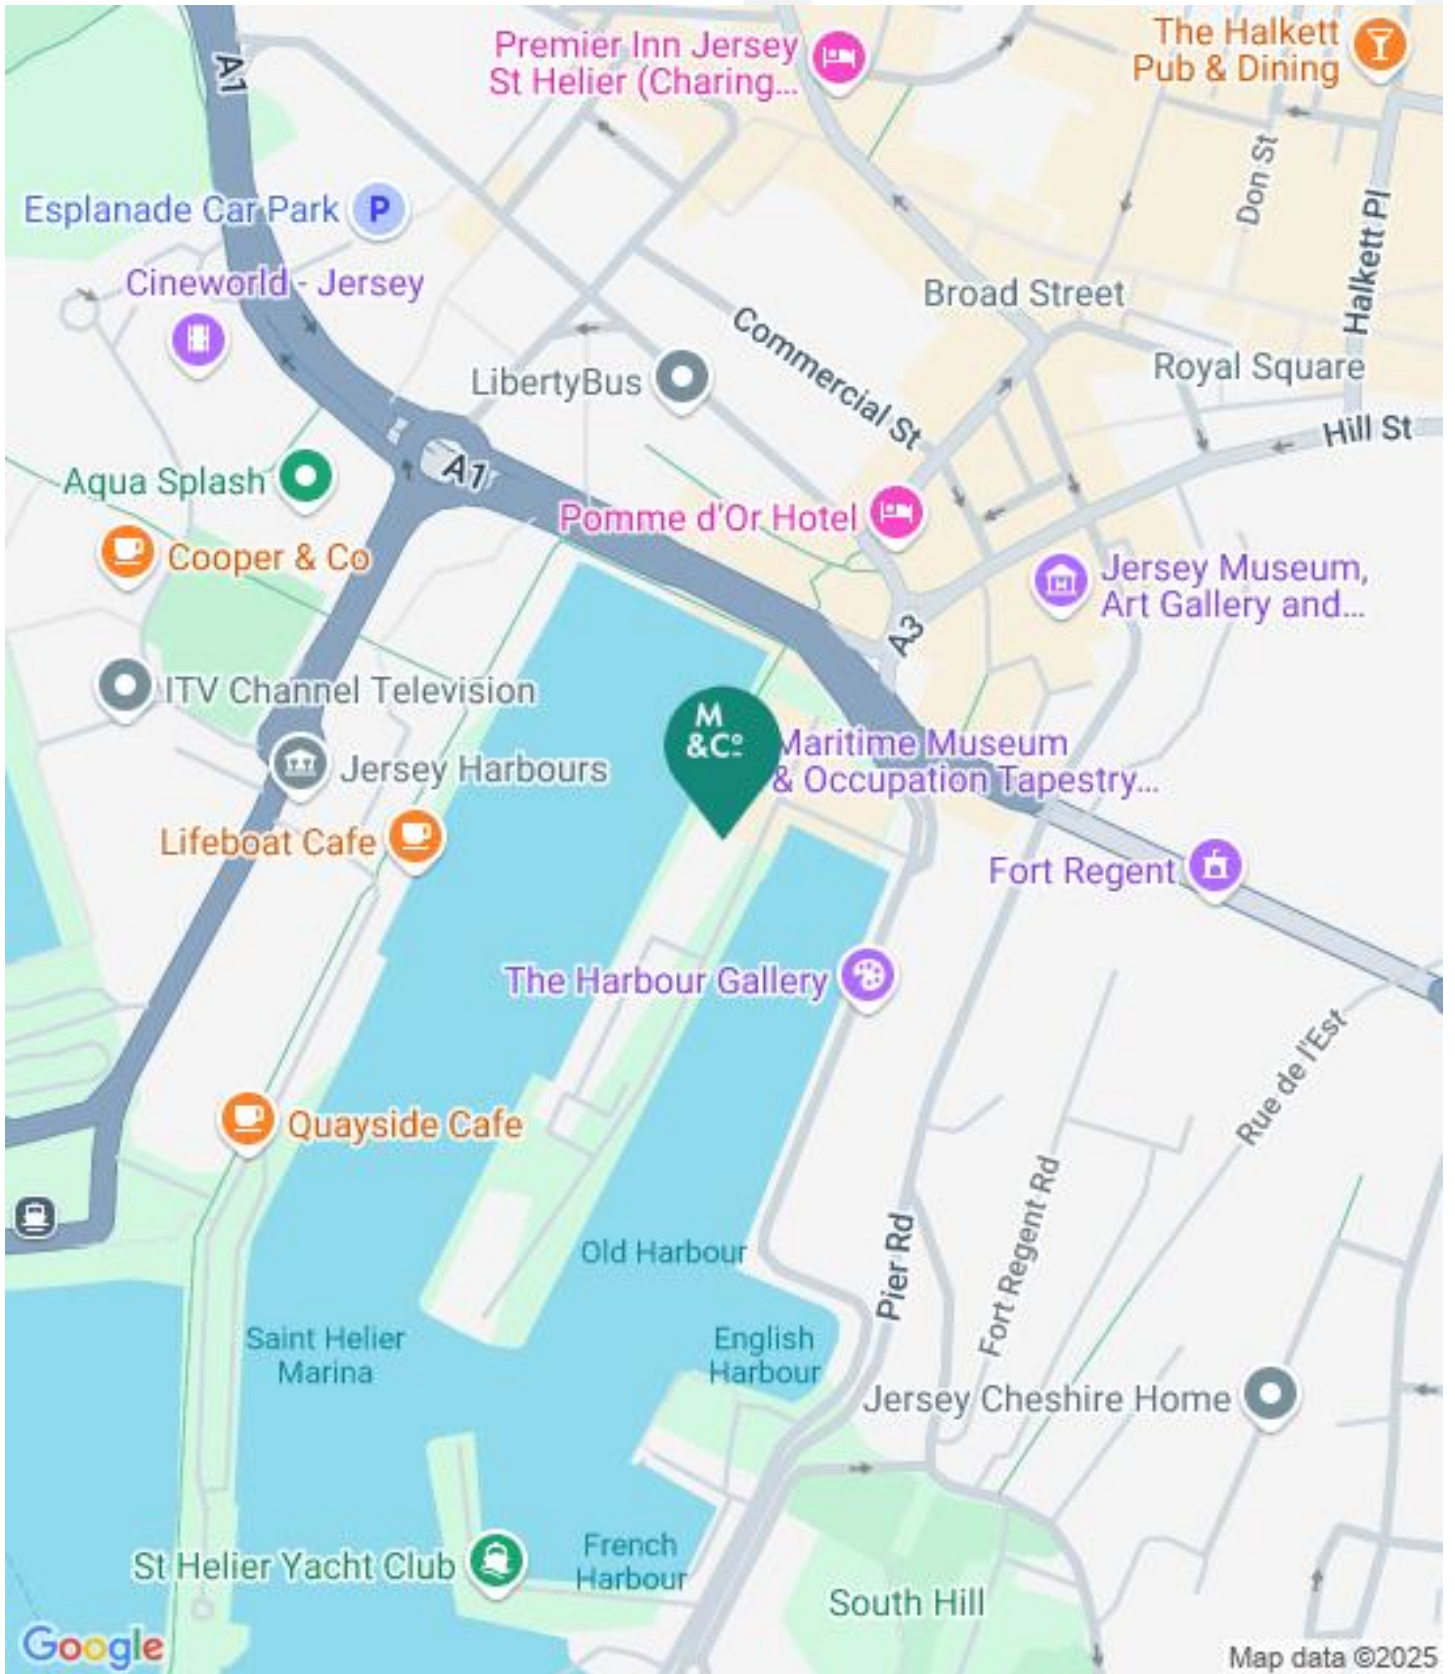 Premier Inn Jersey
St Helier (Charing...
The Halkett
Pub & Dining
A1
Don St
Halkett Pl
Esplanade Car Park
P
Cineworld - Jersey
Broad Street
Commercial St
Royal Square
LibertyBus
Hill St
A1
Aqua Splash
Pomme d'Or Hotel
Cooper & Co
Jersey Museum,
Art Gallery and...
A3
ITV Channel Television
M
&Co
Maritime Museum
& Occupation Tapestry...
Jersey Harbours
Lifeboat Cafe
Fort Regent
The Harbour Gallery
Rue de l'Est
Quayside Cafe
Fort Regent Rd
Pier Rd
Old Harbour
Saint Helier
Marina
English
Harbour
Jersey Cheshire Home
French
Harbour
St Helier Yacht Club
South Hill
Google
Map data ©2025